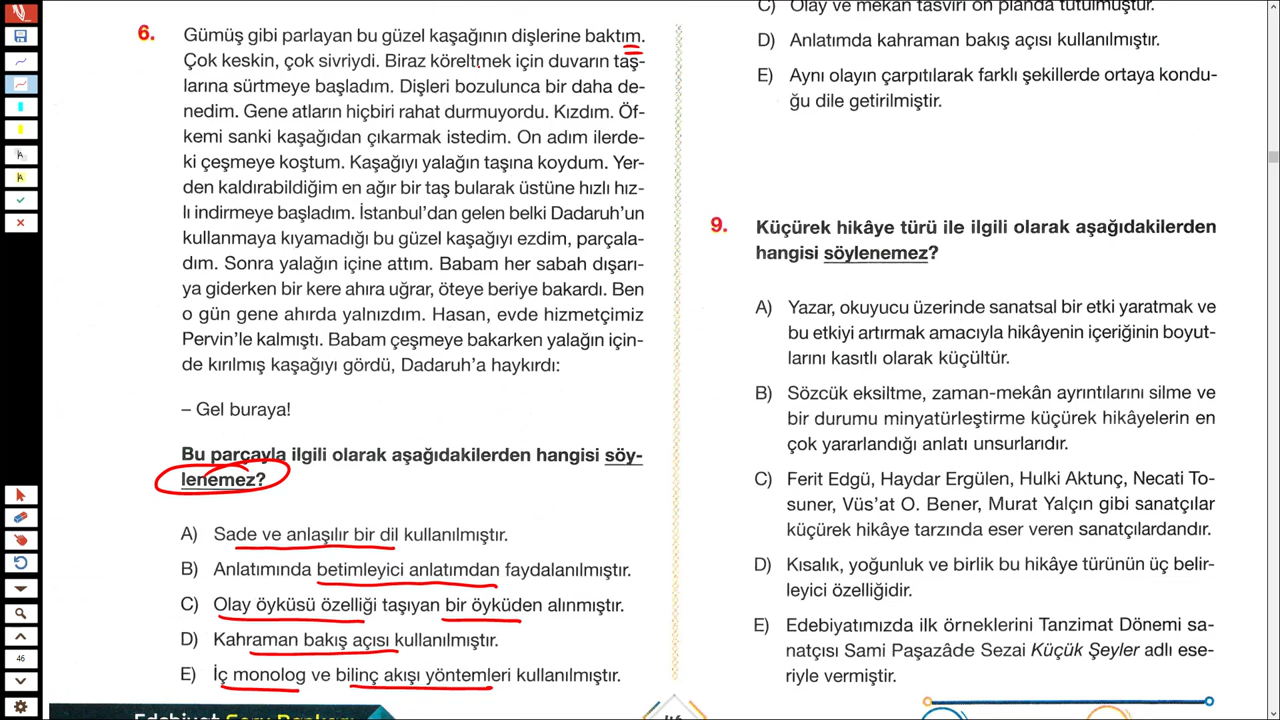 6.
Gümüş gibi parlayan bu güzel kaşağının dişlerine baktım.
Çok keskin, çok sivriydi. Biraz köreltmek için duvarın taş-
larına sürtmeye başladım. Dişleri bozulunca bir daha de-
nedim. Gene atların hiçbiri rahat durmuyordu. Kızdım. Öf-
kemi sanki kaşağıdan çıkarmak istedim. On adım ilerde-
ki çeşmeye koştum. Kaşağıyı yalağın taşına koydum. Yer-
den kaldırabildiğim en ağır bir taş bularak üstüne hızlı hız-
lı indirmeye başladım. İstanbul'dan gelen belki Dadaruh'un
kullanmaya kıyamadığı bu güzel kaşağıyı ezdim, parçala-
dım. Sonra yalağın içine attım. Babam her sabah dışarı-
ya giderken bir kere ahıra uğrar, öteye beriye bakardı. Ben
o gün gene ahırda yalnızdım. Hasan, evde hizmetçimiz
Pervin'le kalmıştı. Babam çeşmeye bakarken yalağın için-
de kırılmış kaşağıyı gördü, Dadaruh'a haykırdı:
– Gel buraya!
Bu parçayla ilgili olarak aşağıdakilerden hangisi söy-
lenemez?
A) Sade ve anlaşılır bir dil kullanılmıştır.
B) Anlatımında betimleyici anlatımdan faydalanılmıştır.
C) Olay öyküsü özelliği taşıyan bir öyküden alınmıştır.
D) Kahraman bakış açısı kullanılmıştır.
E) İç monolog ve bilinç akışı yöntemleri kullanılmıştır.
C) Olay ve mekân tasviri ön planda tutulmuştur.
D) Anlatımda kahraman bakış açısı kullanılmıştır.
E) Aynı olayın çarpıtılarak farklı şekillerde ortaya kondu-
ğu dile getirilmiştir.
9.
Küçürek hikâye türü ile ilgili olarak aşağıdakilerden
hangisi söylenemez?
A) Yazar, okuyucu üzerinde sanatsal bir etki yaratmak ve
bu etkiyi artırmak amacıyla hikâyenin içeriğinin boyut-
larını kasıtlı olarak küçültür.
B) Sözcük eksiltme, zaman-mekân ayrıntılarını silme ve
bir durumu minyatürleştirme küçürek hikâyelerin en
çok yararlandığı anlatı unsurlarıdır.
C) Ferit Edgü, Haydar Ergülen, Hulki Aktunç, Necati To-
suner, Vüs'at O. Bener, Murat Yalçın gibi sanatçılar
küçürek hikâye tarzında eser veren sanatçılardandır.
D) Kısalık, yoğunluk ve birlik bu hikâye türünün üç belir-
leyici özelliğidir.
E) Edebiyatımızda ilk örneklerini Tanzimat Dönemi sa-
natçısı Sami Paşazâde Sezai Küçük Şeyler adlı ese-
riyle vermiştir.
46
Edebiyat Soru Bankası
46